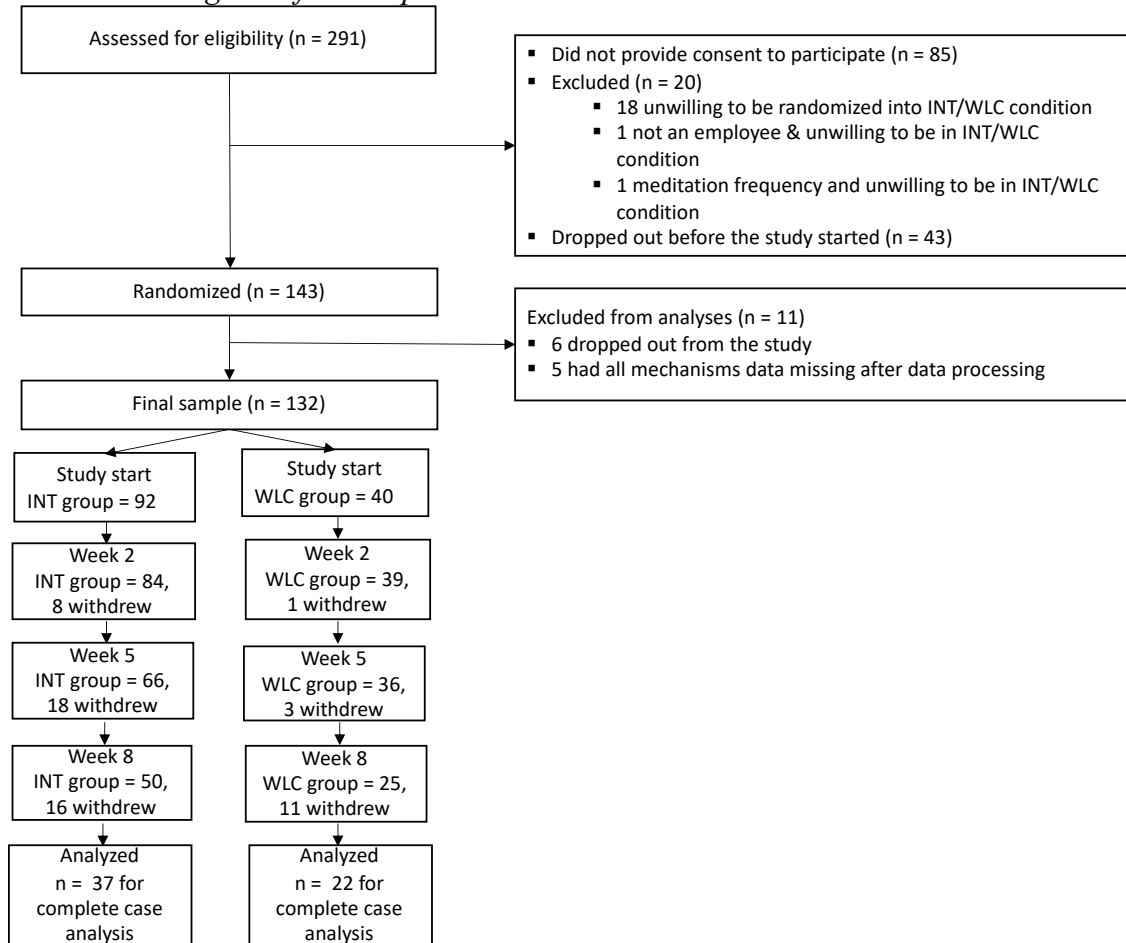 Assessed for eligibility (n = 291)
▪ Did not provide consent to participate (n = 85)
▪ Excluded (n = 20)
▪ 18 unwilling to be randomized into INT/WLC condition
▪ 1 not an employee & unwilling to be in INT/WLC
condition
▪ 1 meditation frequency and unwilling to be in INT/WLC
condition
▪ Dropped out before the study started (n = 43)
Randomized (n = 143)
Excluded from analyses (n = 11)
▪ 6 dropped out from the study
▪ 5 had all mechanisms data missing after data processing
Final sample (n = 132)
Study start
INT group = 92
Study start
WLC group = 40
Week 2
INT group = 84,
8 withdrew
Week 2
WLC group = 39,
1 withdrew
Week 5
INT group = 66,
18 withdrew
Week 5
WLC group = 36,
3 withdrew
Week 8
INT group = 50,
16 withdrew
Week 8
WLC group = 25,
11 withdrew
Analyzed
n = 37 for
complete case
analysis
Analyzed
n = 22 for
complete case
analysis